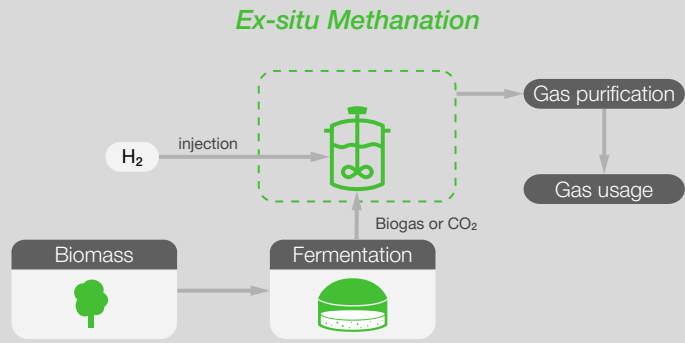 Ex-situ Methanation
Gas purification
injection
H₂
Gas usage
Biogas or CO₂
Biomass
Fermentation